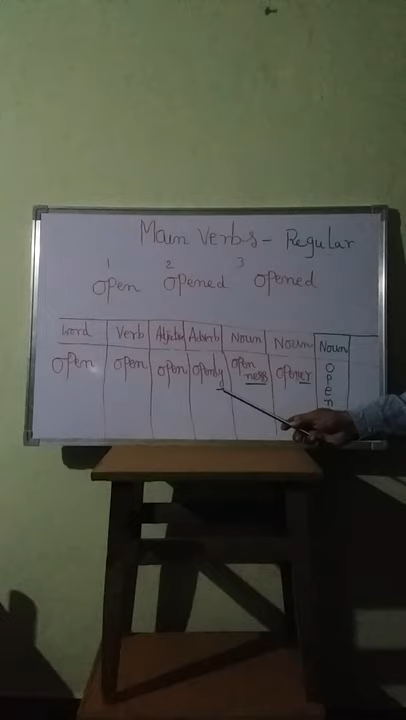 Main Verbs - Regular
1 2 3
open opened opened
Word Verb Adjective Adverb Noun Noun Noun
open open open openly open ness opener open